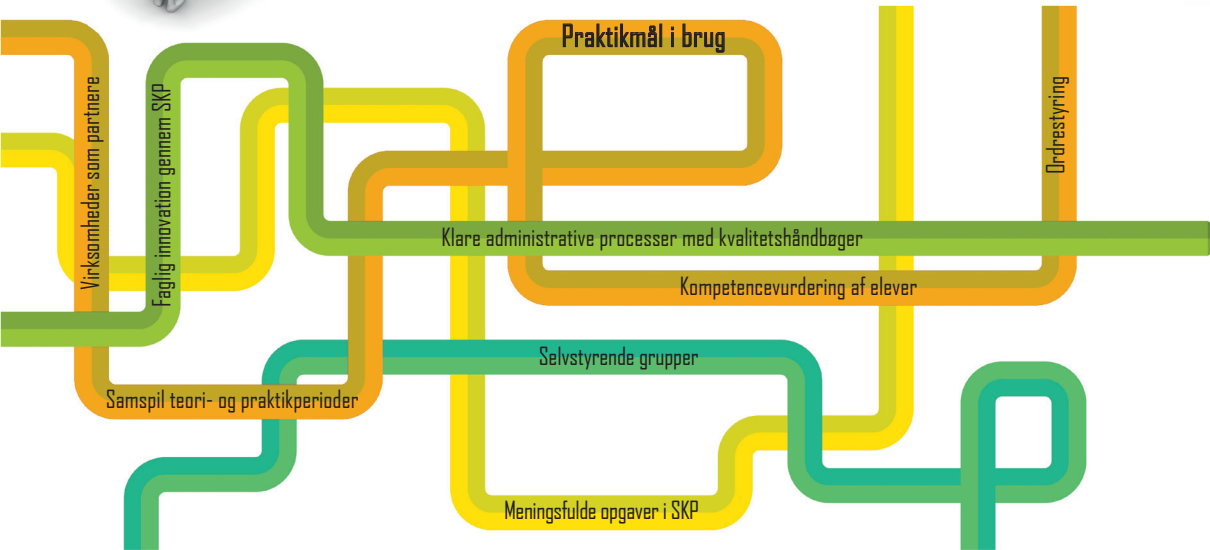 Praktikmål i brug
Virksomheder som partnere
Faglig innovation gennem SKP
Ordrestyring
Klare administrative processer med kvalitetshåndbøger
Kompetencevurdering af elever
Selvstyrende grupper
Samspil teori- og praktikperioder
Meningsfulde opgaver i SKP